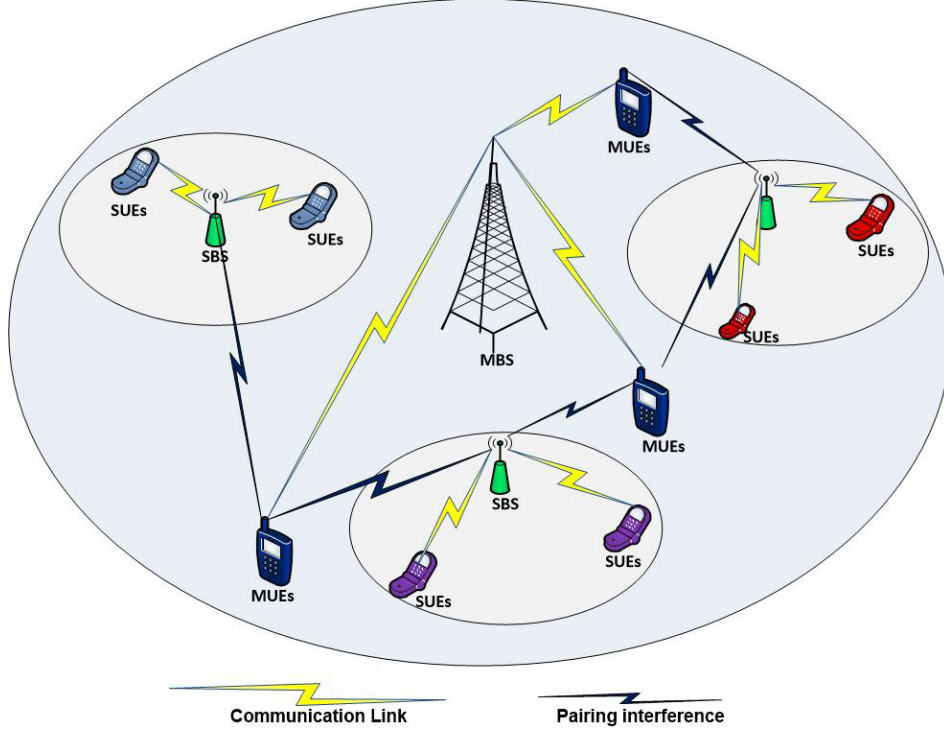 MUEs
SUEs
SUEs
SBS
SUEs
SUEs
MBS
MUEs
SBS
SUEs
MUEs
SUEs
Communication Link
Pairing interference